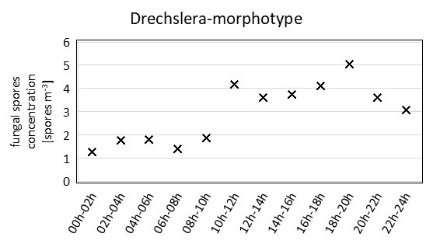 Drechslera-morphotype
fungal spores
concentration
[spores m⁻³]
6
5
4
3
2
1
0
00h-02h
02h-04h
04h-06h
06h-08h
08h-10h
10h-12h
12h-14h
14h-16h
16h-18h
18h-20h
20h-22h
22h-24h